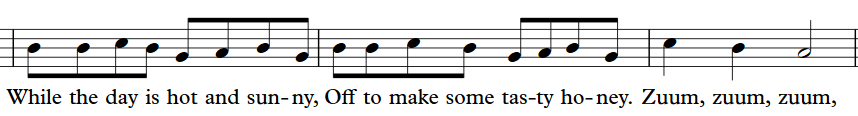 While the day is hot and sun-ny, Off to make some tas-ty ho-ney. Zuum, zuum, zuum,